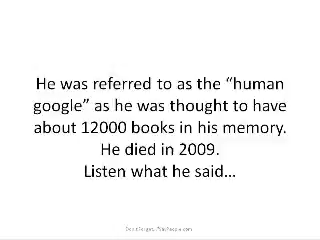 He was referred to as the “human
google” as he was thought to have
about 12000 books in his memory.
He died in 2009.
Listen what he said…